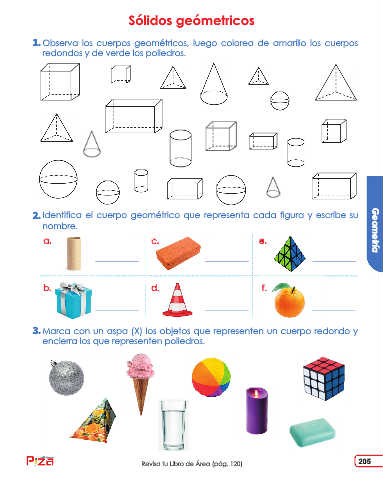 Sólidos geómetricos
1. Observa los cuerpos geométricos, luego colorea de amarillo los cuerpos
redondos y de verde los poliedros.
2. Identifica el cuerpo geométrico que representa cada figura y escribe su
nombre.
a.
c.
e.
b.
d.
f.
Geometría
3. Marca con un aspa (X) los objetos que representen un cuerpo redondo y
encierra los que representen poliedros.
Revisa tu Libro de Área (pág. 120)
205